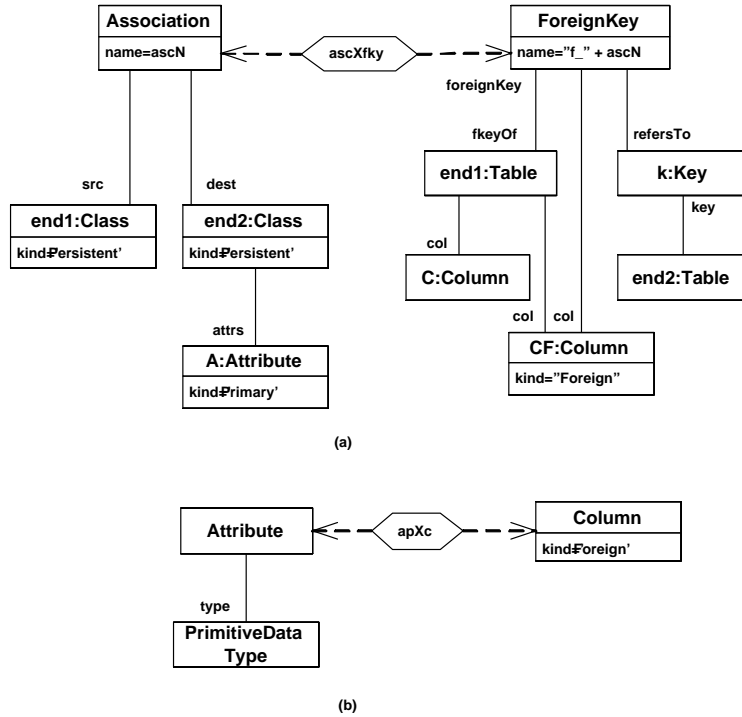 Association
name=ascN
ascXfky
ForeignKey
name="f_" + ascN
foreignKey
fkeyOf
refersTo
src
dest
end1:Table
k:Key
end1:Class
kind='Persistent'
end2:Class
kind='Persistent'
key
col
C:Column
end2:Table
attrs
col
col
A:Attribute
kind='Primary'
CF:Column
kind="Foreign"
(a)
Attribute
apXc
Column
kind='Foreign'
type
PrimitiveData
Type
(b)